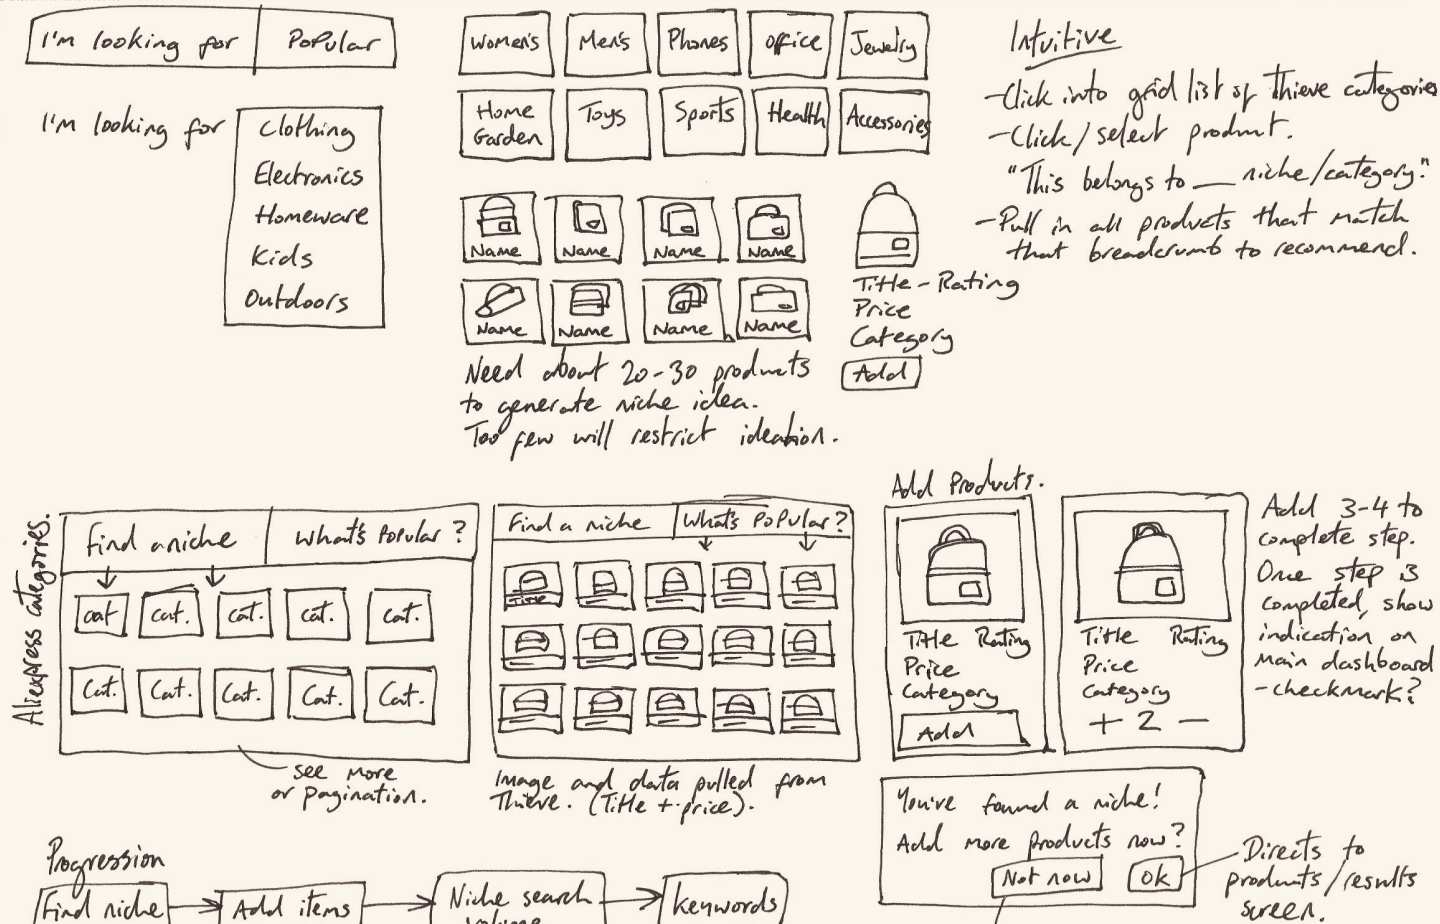 I'm looking for
Popular
I'm looking for
Clothing
Electronics
Homeware
Kids
Outdoors
Women's
Men's
Phones
Office
Jewelry
Home
Garden
Toys
Sports
Health
Accessories
Name
Name
Name
Name
Name
Name
Name
Name
Need about 20-30 products
to generate niche idea.
Too few will restrict ideation.
Title - Rating
Price
Category
Add
Intuitive
- Click into grid list of Thieve categories
- Click/select product.
"This belongs to __ niche/category."
- Pull in all products that match
that breadcrumb to recommend.
Aliexpress categories.
Find a niche
What's Popular?
cat
cat.
cat.
cat.
cat.
Cat.
Cat.
Cat.
Cat.
Cat.
see more
or pagination.
Find a niche
What's Popular?
Title
Image and data pulled from
Thieve. (Title + price).
Add Products.
Title Rating
Price
Category
Add
Title Rating
Price
Category
+ 2 -
Add 3-4 to
complete step.
Once step is
completed, show
indication on
main dashboard
- checkmark?
You've found a niche!
Add more products now?
Not now
Ok
Directs to
products/results
screen.
Progression
Find niche
Add items
Niche search
volume
keywords